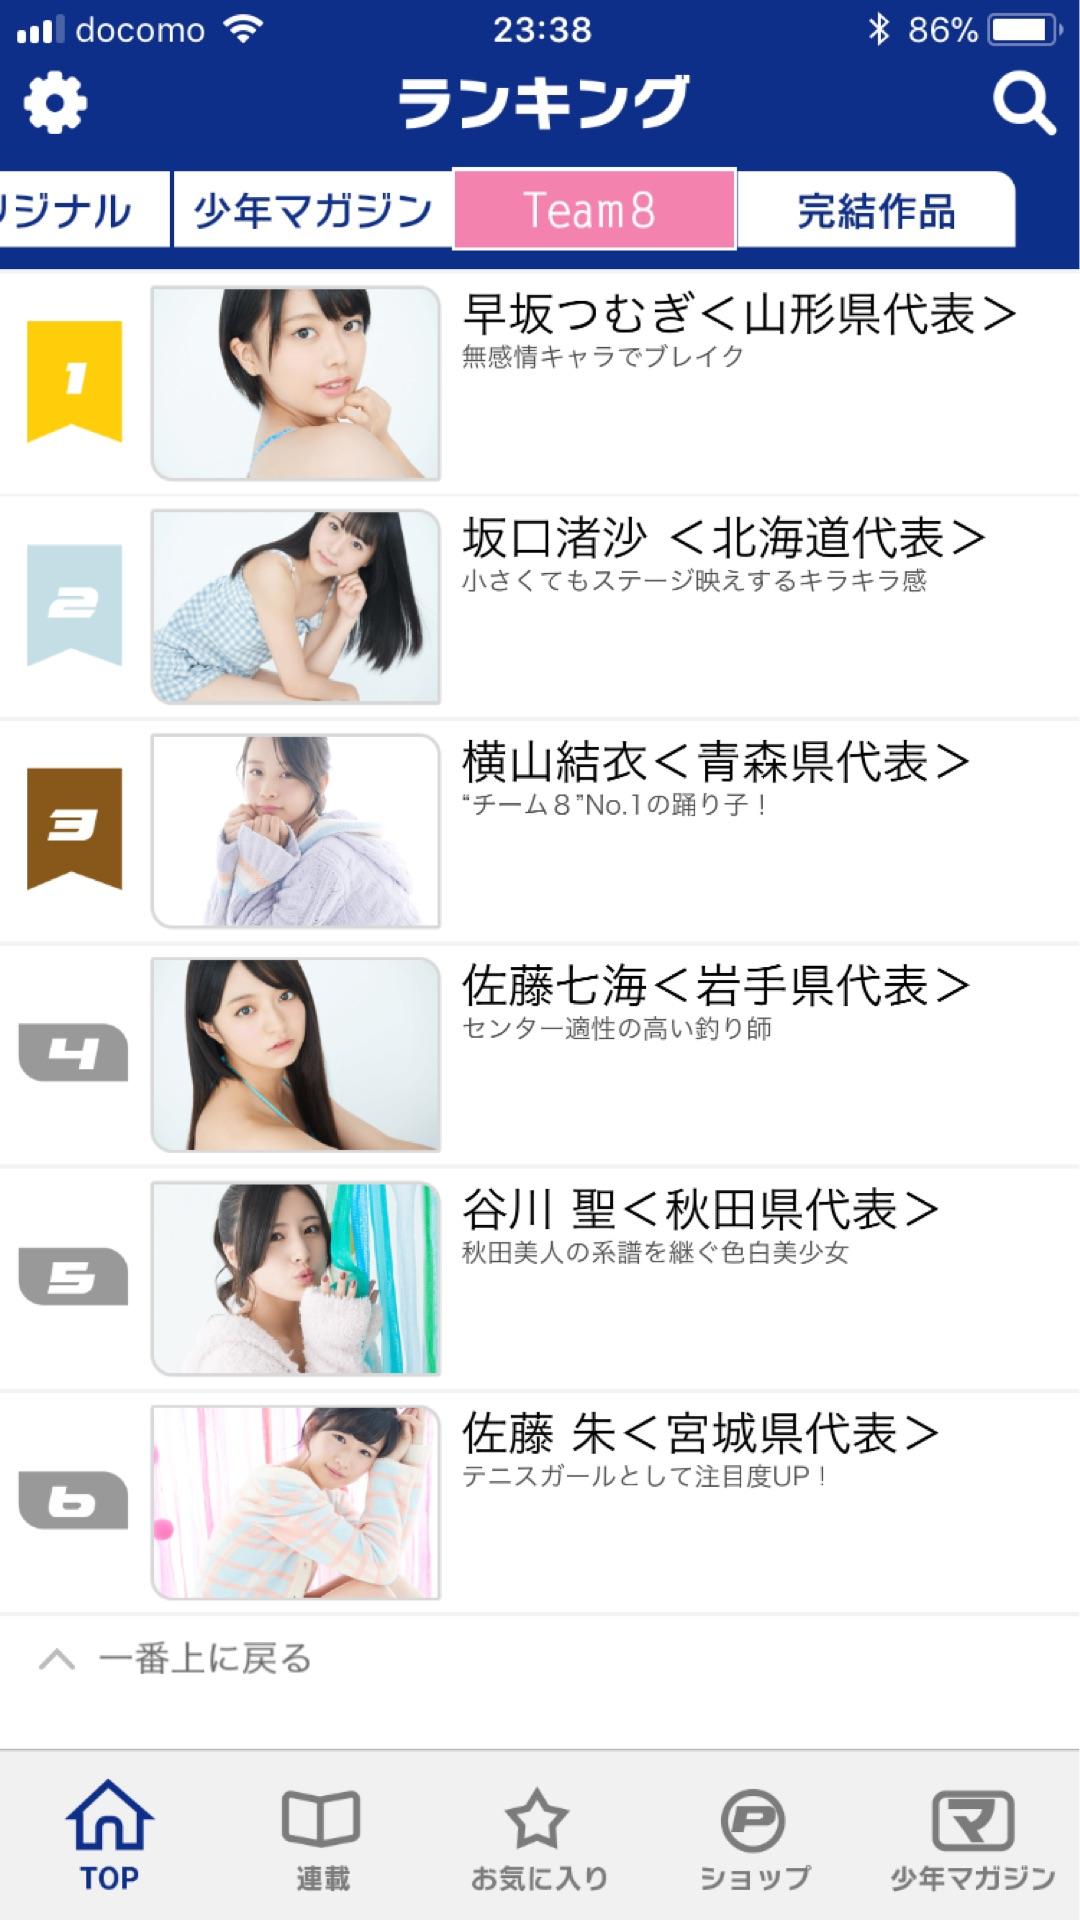 docomo 23:38 86%
ランキング
リジナル 少年マガジン Team8 完結作品
1
早坂つむぎ＜山形県代表＞
無感情キャラでブレイク
2
坂口渚沙 ＜北海道代表＞
小さくてもステージ映えするキラキラ感
3
横山結衣＜青森県代表＞
“チーム８”No.1の踊り子！
4
佐藤七海＜岩手県代表＞
センター適性の高い釣り師
5
谷川 聖＜秋田県代表＞
秋田美人の系譜を継ぐ色白美少女
6
佐藤 朱＜宮城県代表＞
テニスガールとして注目度UP！
一番上に戻る
P マ
TOP 連載 お気に入り ショップ 少年マガジン